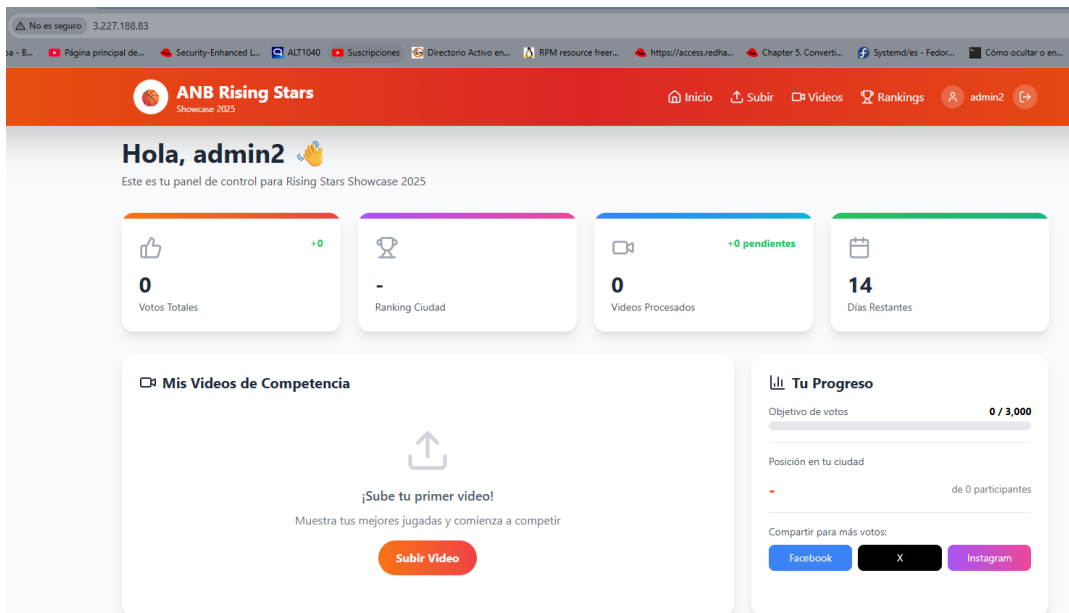 No es seguro 3.227.188.83
Página principal de... Security-Enhanced L... ALT1040 Suscripciones Directorio Activo en... RPM resource freer... https://access.redha... Chapter 5. Converti... Systemd/es - Fedor... Cómo ocultar o en...
ANB Rising Stars
Showcase 2025
Inicio Subir Videos Rankings admin2
Hola, admin2 👋
Este es tu panel de control para Rising Stars Showcase 2025
+0
0
Votos Totales
-
Ranking Ciudad
+0 pendientes
0
Videos Procesados
14
Días Restantes
Mis Videos de Competencia
¡Sube tu primer video!
Muestra tus mejores jugadas y comienza a competir
Subir Video
Tu Progreso
Objetivo de votos 0 / 3,000
Posición en tu ciudad
- de 0 participantes
Compartir para más votos:
Facebook X Instagram